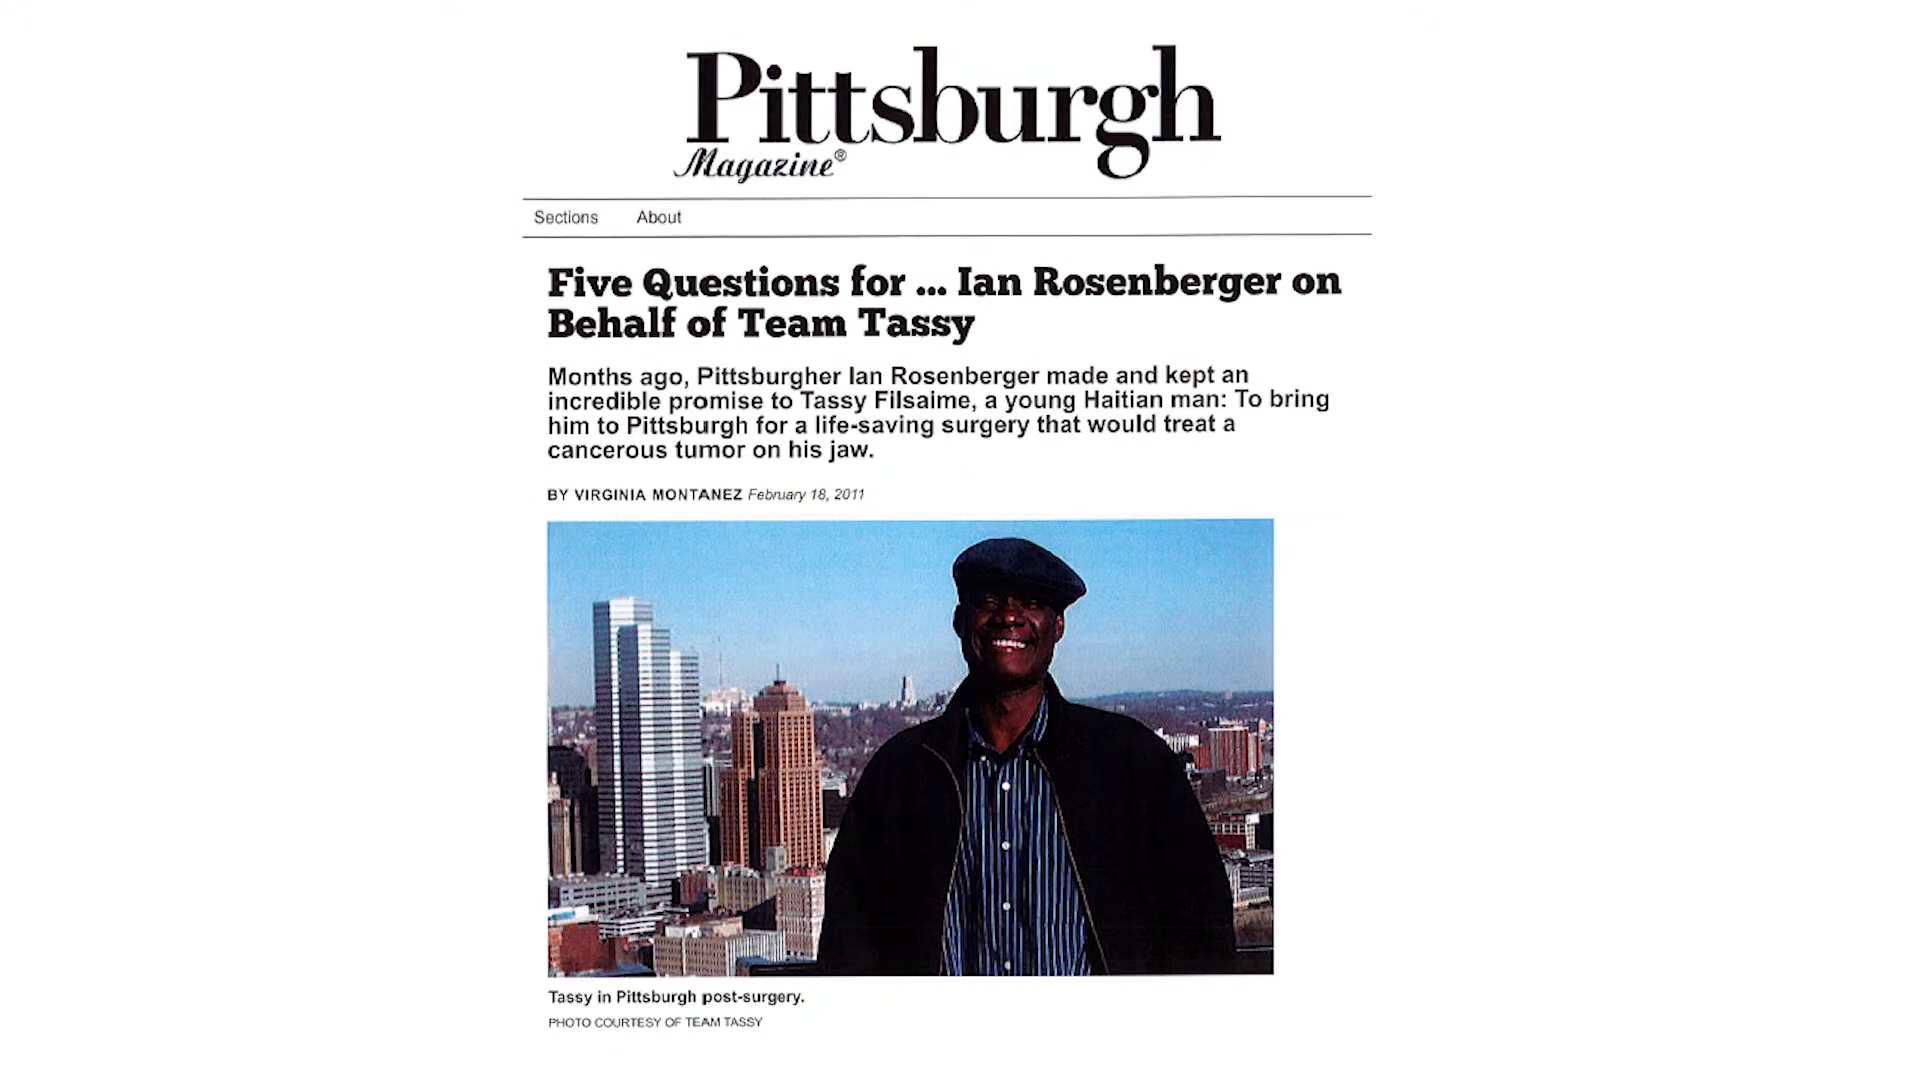 Pittsburgh
Magazine®
Sections About
Five Questions for ... Ian Rosenberger on
Behalf of Team Tassy
Months ago, Pittsburgher Ian Rosenberger made and kept an
incredible promise to Tassy Filsaime, a young Haitian man: To bring
him to Pittsburgh for a life-saving surgery that would treat a
cancerous tumor on his jaw.
BY VIRGINIA MONTANEZ February 18, 2011
Tassy in Pittsburgh post-surgery.
PHOTO COURTESY OF TEAM TASSY